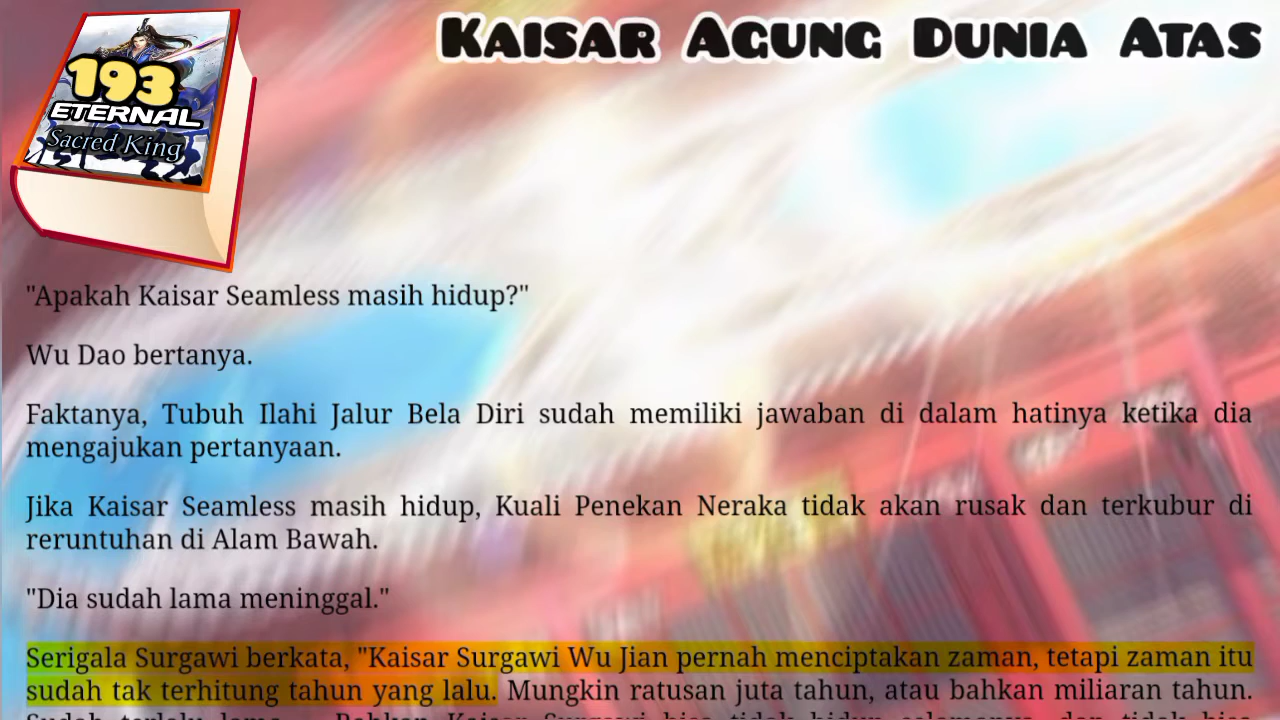 Kaisar Agung Dunia Atas
193
ETERNAL
Sacred King
"Apakah Kaisar Seamless masih hidup?"
Wu Dao bertanya.
Faktanya, Tubuh Ilahi Jalur Bela Diri sudah memiliki jawaban di dalam hatinya ketika dia
mengajukan pertanyaan.
Jika Kaisar Seamless masih hidup, Kuali Penekan Neraka tidak akan rusak dan terkubur di
reruntuhan di Alam Bawah.
"Dia sudah lama meninggal."
Serigala Surgawi berkata, "Kaisar Surgawi Wu Jian pernah menciptakan zaman, tetapi zaman itu
sudah tak terhitung tahun yang lalu. Mungkin ratusan juta tahun, atau bahkan miliaran tahun.